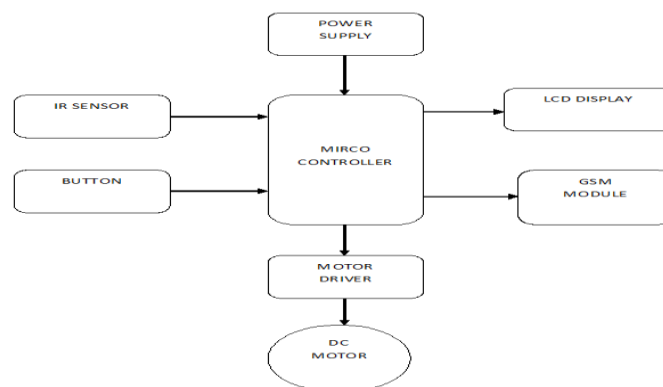 POWER
SUPPLY
IR SENSOR
LCD DISPLAY
MIRCO
CONTROLLER
BUTTON
GSM
MODULE
MOTOR
DRIVER
DC
MOTOR